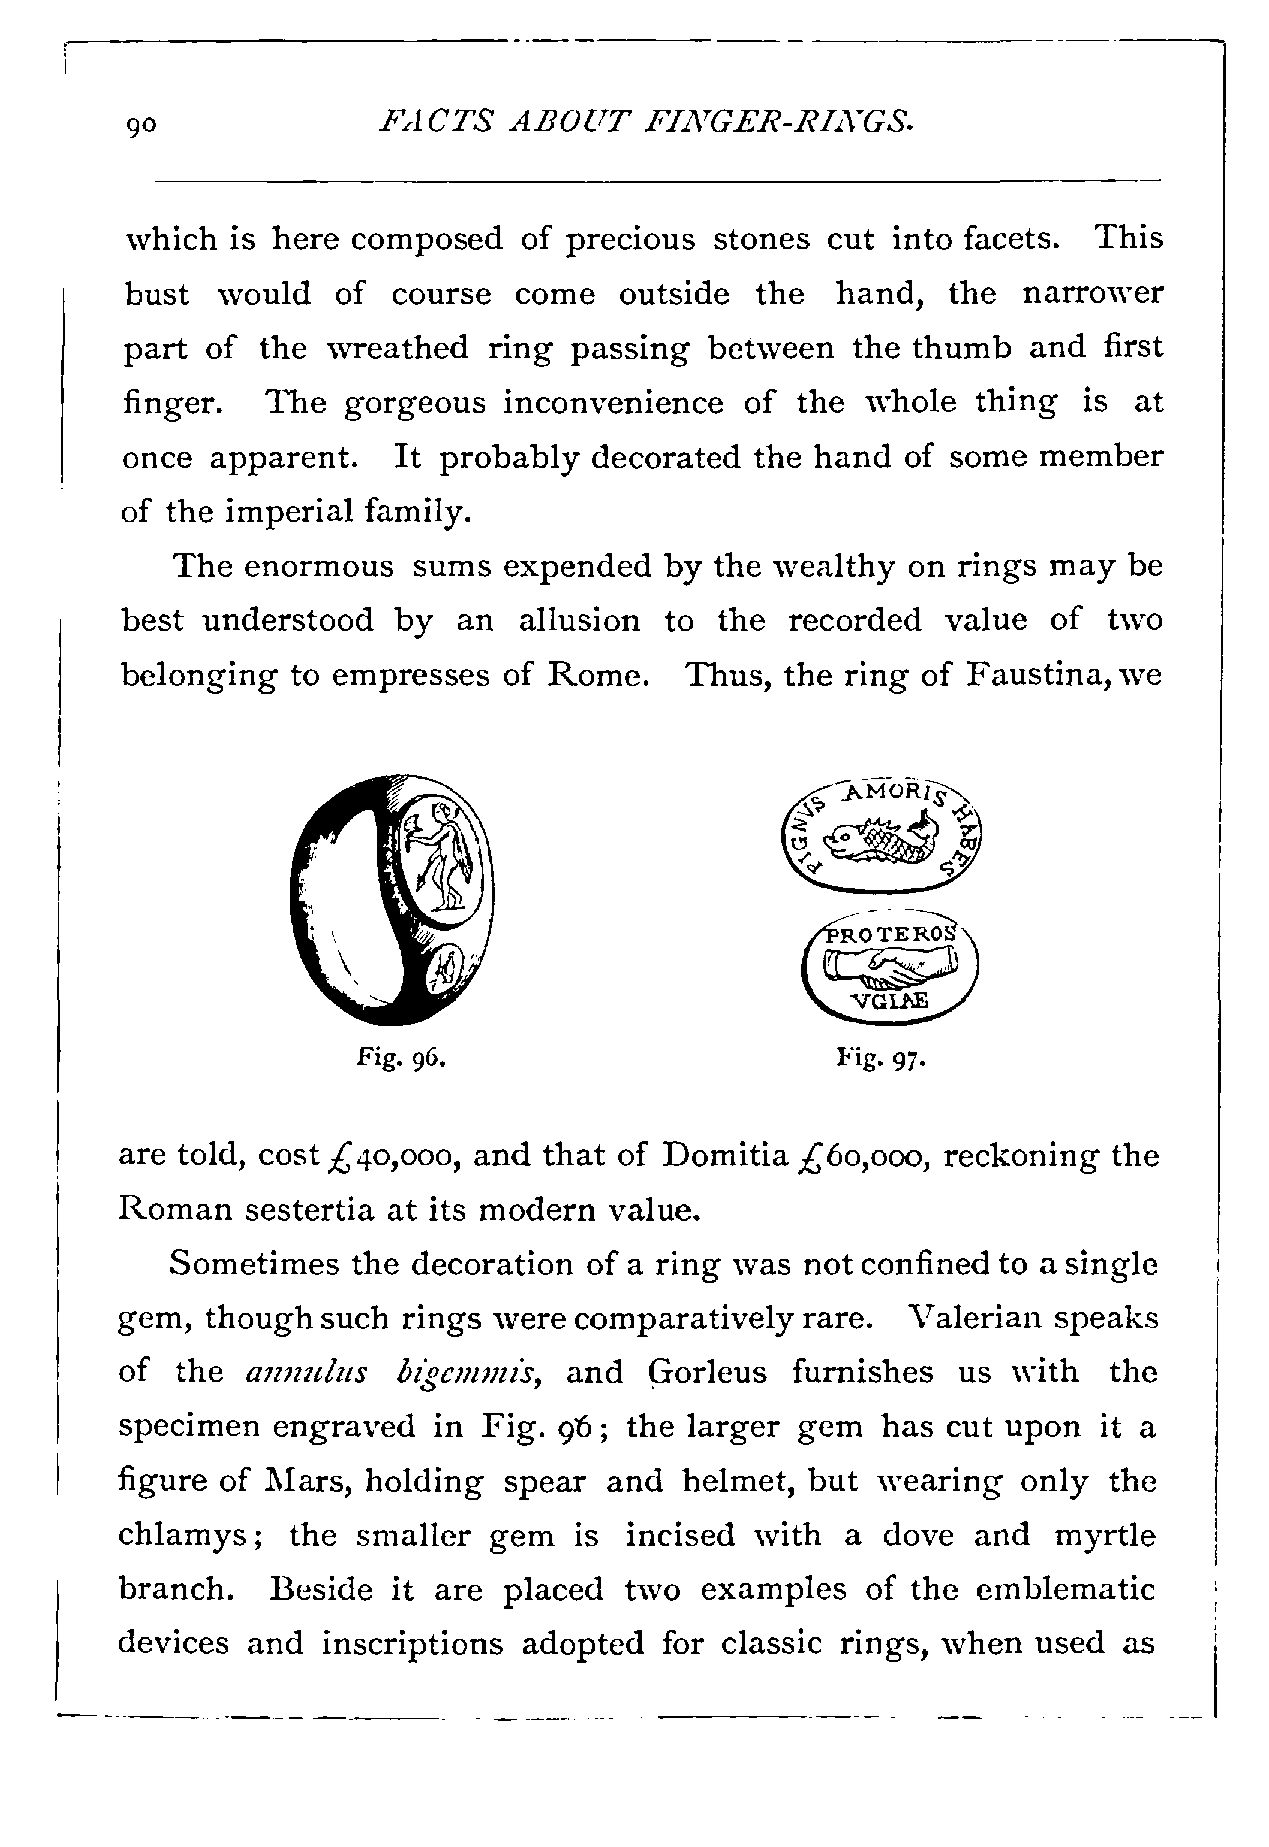 90 FACTS ABOUT FINGER-RINGS.
which is here composed of precious stones cut into facets. This
bust would of course come outside the hand, the narrower
part of the wreathed ring passing between the thumb and first
finger. The gorgeous inconvenience of the whole thing is at
once apparent. It probably decorated the hand of some member
of the imperial family.
The enormous sums expended by the wealthy on rings may be
best understood by an allusion to the recorded value of two
belonging to empresses of Rome. Thus, the ring of Faustina, we
PIGNVS AMORIS HABES
PROTEROS
VGIAE
Fig. 96.
Fig. 97.
are told, cost £40,000, and that of Domitia £60,000, reckoning the
Roman sestertia at its modern value.
Sometimes the decoration of a ring was not confined to a single
gem, though such rings were comparatively rare. Valerian speaks
of the annulus bigemmis, and Gorleus furnishes us with the
specimen engraved in Fig. 96; the larger gem has cut upon it a
figure of Mars, holding spear and helmet, but wearing only the
chlamys; the smaller gem is incised with a dove and myrtle
branch. Beside it are placed two examples of the emblematic
devices and inscriptions adopted for classic rings, when used as